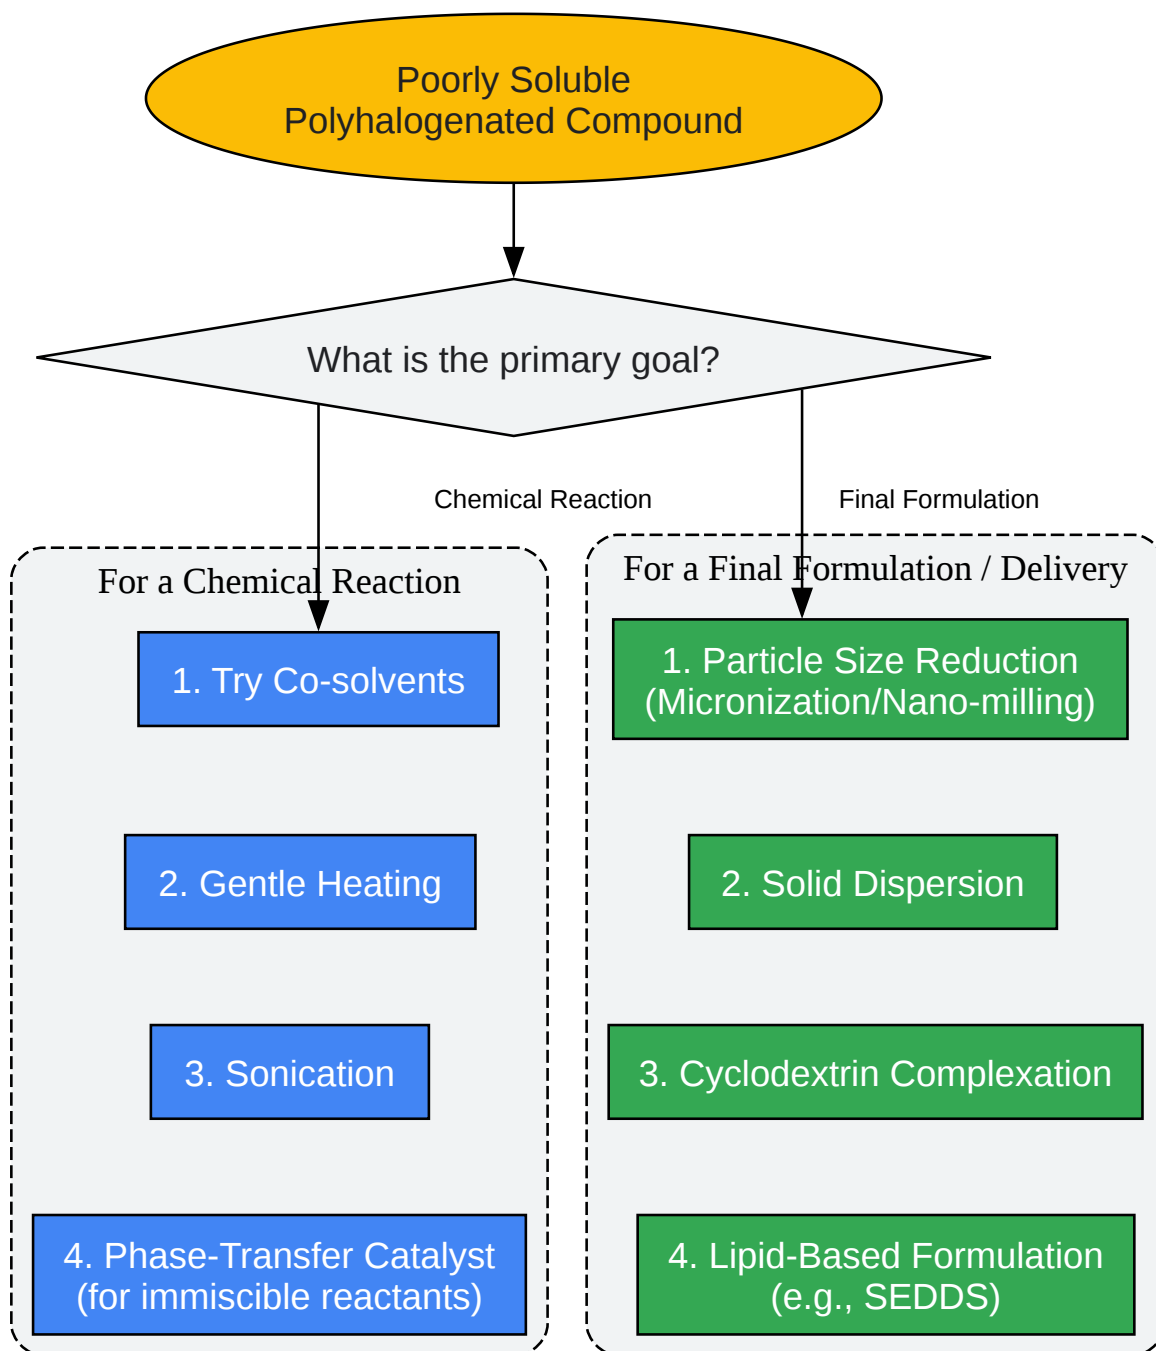 Poorly Soluble
Polyhalogenated Compound
What is the primary goal?
Chemical Reaction
Final Formulation
For a Chemical Reaction
1. Try Co-solvents
2. Gentle Heating
3. Sonication
4. Phase-Transfer Catalyst
(for immiscible reactants)
For a Final Formulation / Delivery
1. Particle Size Reduction
(Micronization/Nano-milling)
2. Solid Dispersion
3. Cyclodextrin Complexation
4. Lipid-Based Formulation
(e.g., SEDDS)